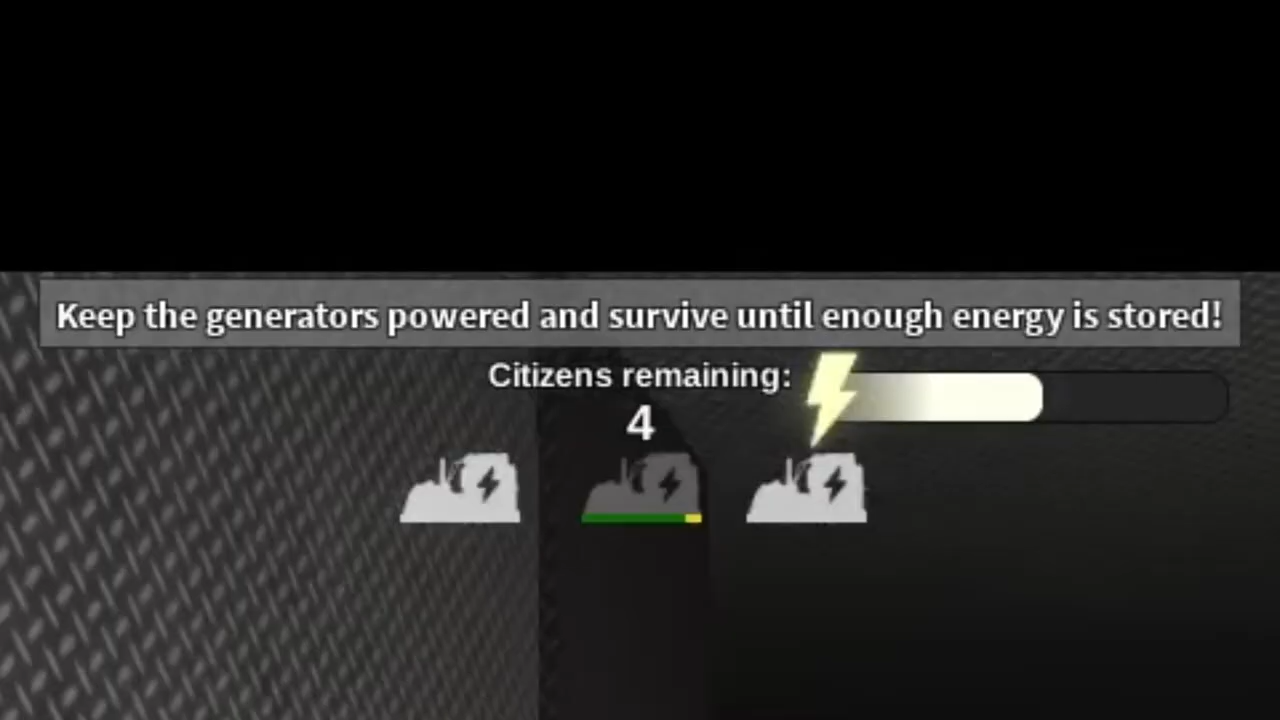 Keep the generators powered and survive until enough energy is stored!
Citizens remaining:
4